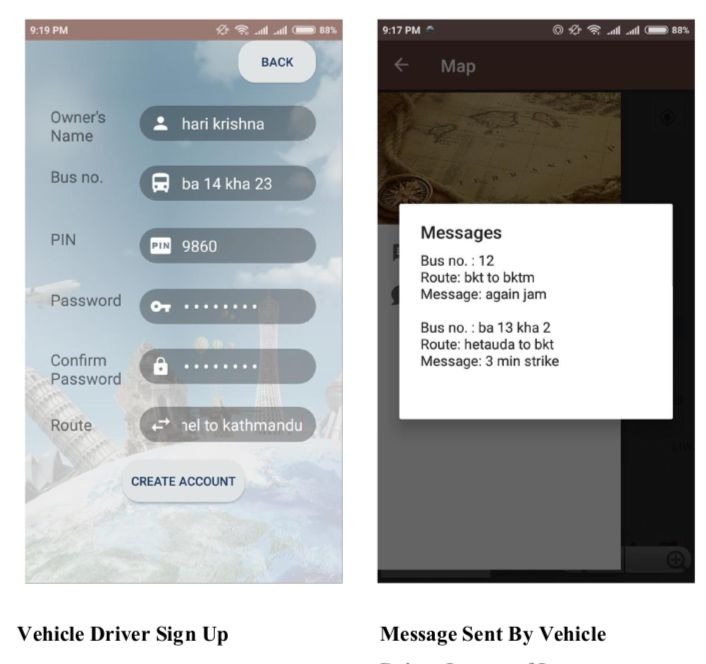 9:19 PM
88%
BACK
Owner's
Name
hari krishna
Bus no.
ba 14 kha 23
PIN
PIN
9860
Password
Confirm
Password
Route
nel to kathmandu
CREATE ACCOUNT
Vehicle Driver Sign Up
9:17 PM
88%
Map
Messages
Bus no. : 12
Route: bkt to bktm
Message: again jam
Bus no. : ba 13 kha 2
Route: hetauda to bkt
Message: 3 min strike
Message Sent By Vehicle